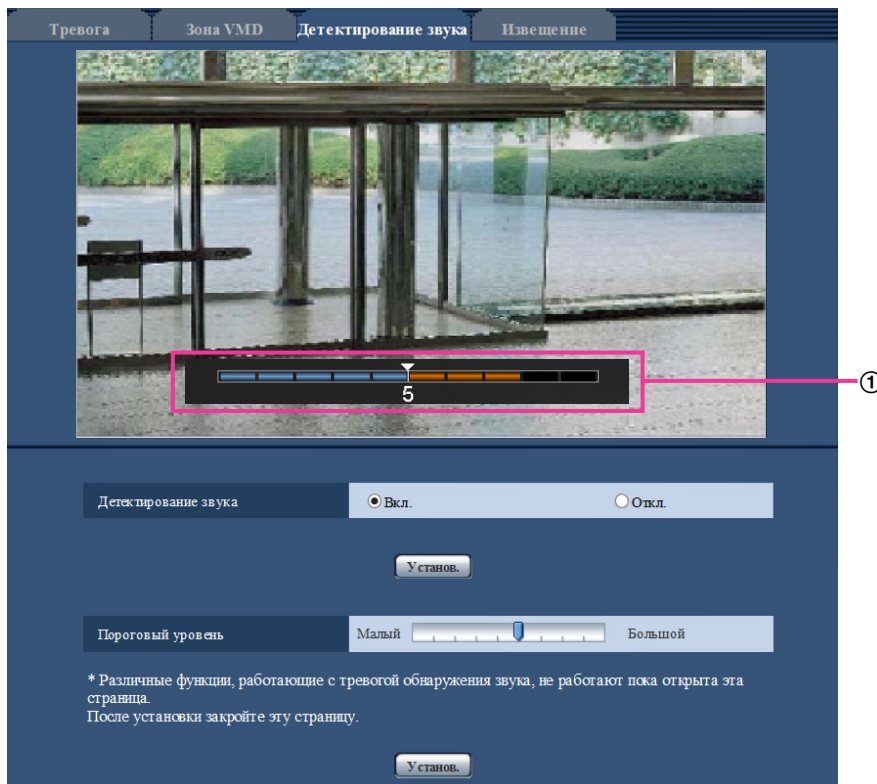 Тревога
Зона VMD
Детектирование звука
Извещение
5
①
Детектирование звука
Вкл.
Откл.
Установ.
Пороговый уровень
Малый
Большой
* Различные функции, работающие с тревогой обнаружения звука, не работают пока открыта эта
страница.
После установки закройте эту страницу.
Установ.